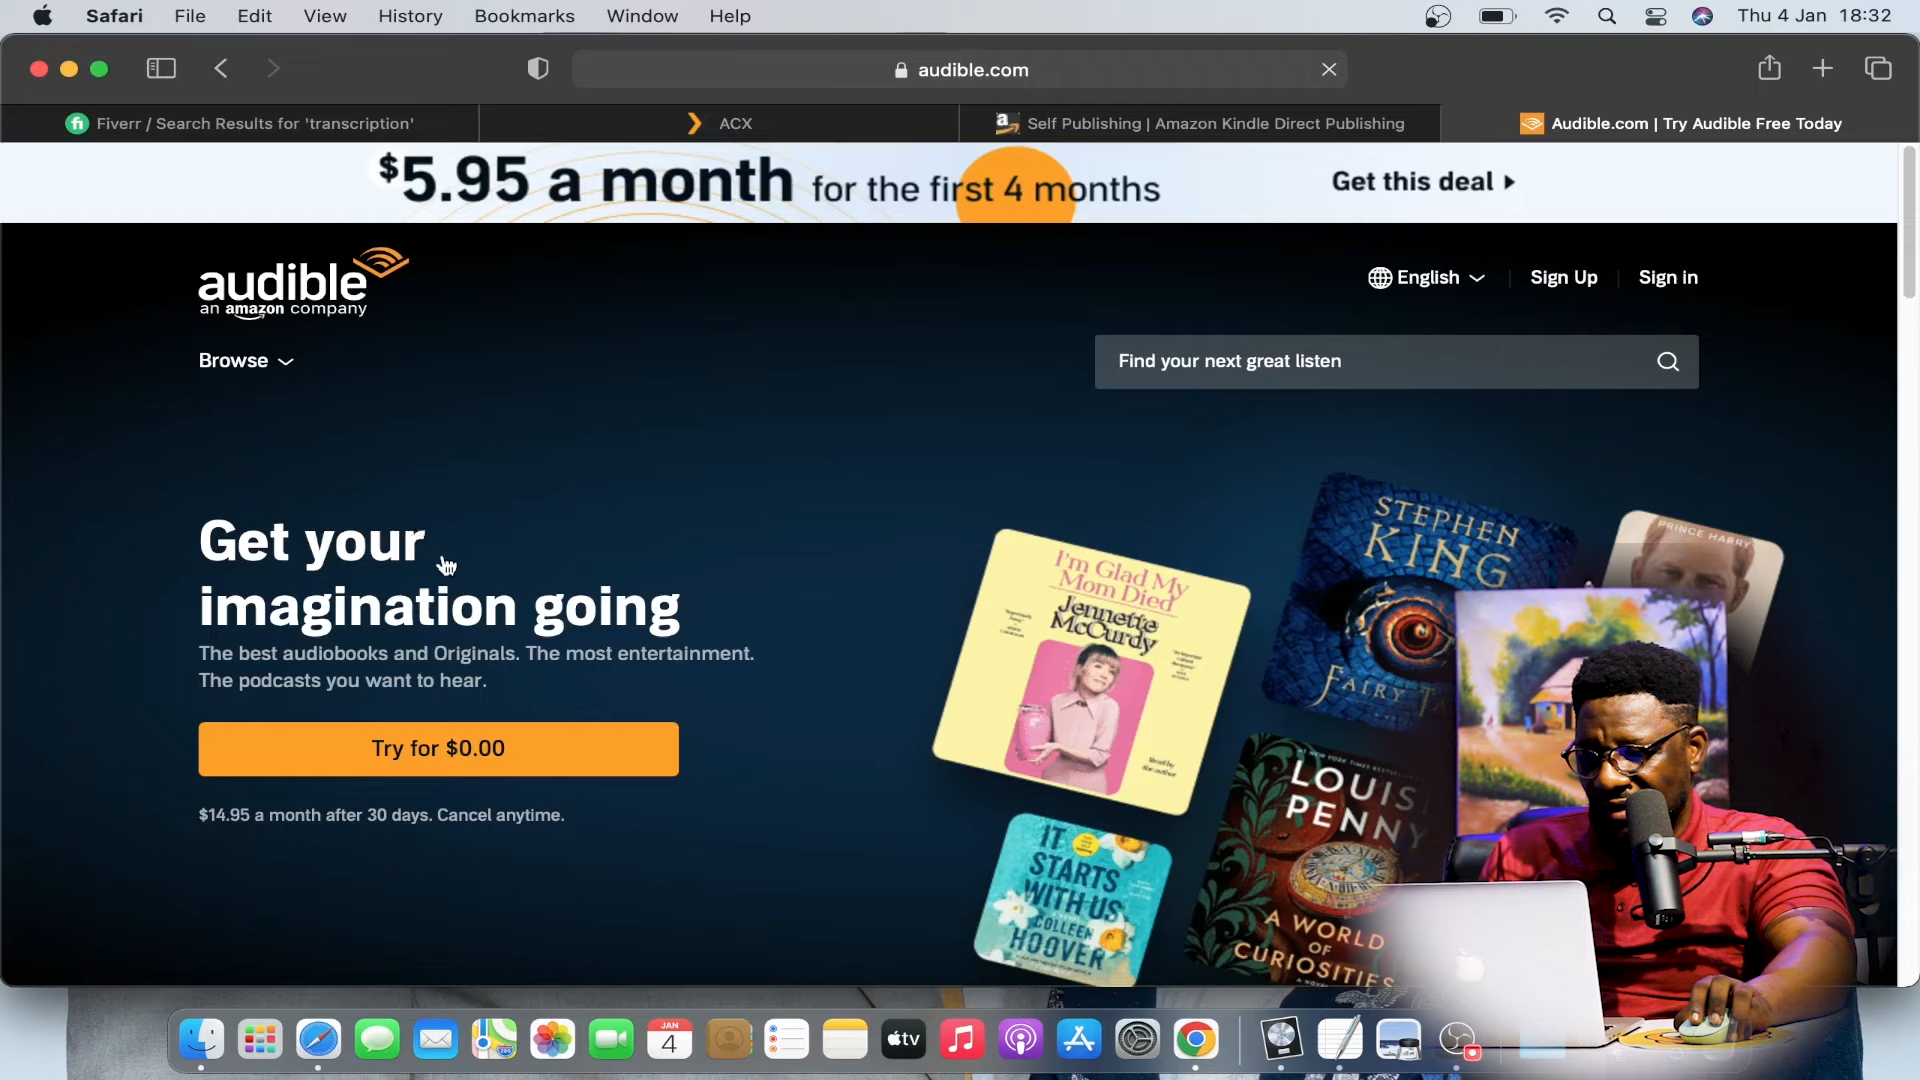 Safari File Edit View History Bookmarks Window Help Thu 4 Jan 18:32
audible.com
Fiverr / Search Results for 'transcription' ACX Self Publishing | Amazon Kindle Direct Publishing Audible.com | Try Audible Free Today
$5.95 a month for the first 4 months Get this deal
audible
an amazon company
English Sign Up Sign in
Browse
Find your next great listen
Get your
imagination going
The best audiobooks and Originals. The most entertainment.
The podcasts you want to hear.
Try for $0.00
$14.95 a month after 30 days. Cancel anytime.
I'm Glad My
Mom Died
Jennette
McCurdy
Read by
the author
STEPHEN
KING
FAIRY
PRINCE HARRY
IT
STARTS
WITH US
COLLEEN
HOOVER
LOUIS
PENNY
A WORLD
OF
CURIOSITIES
JAN
4
tv